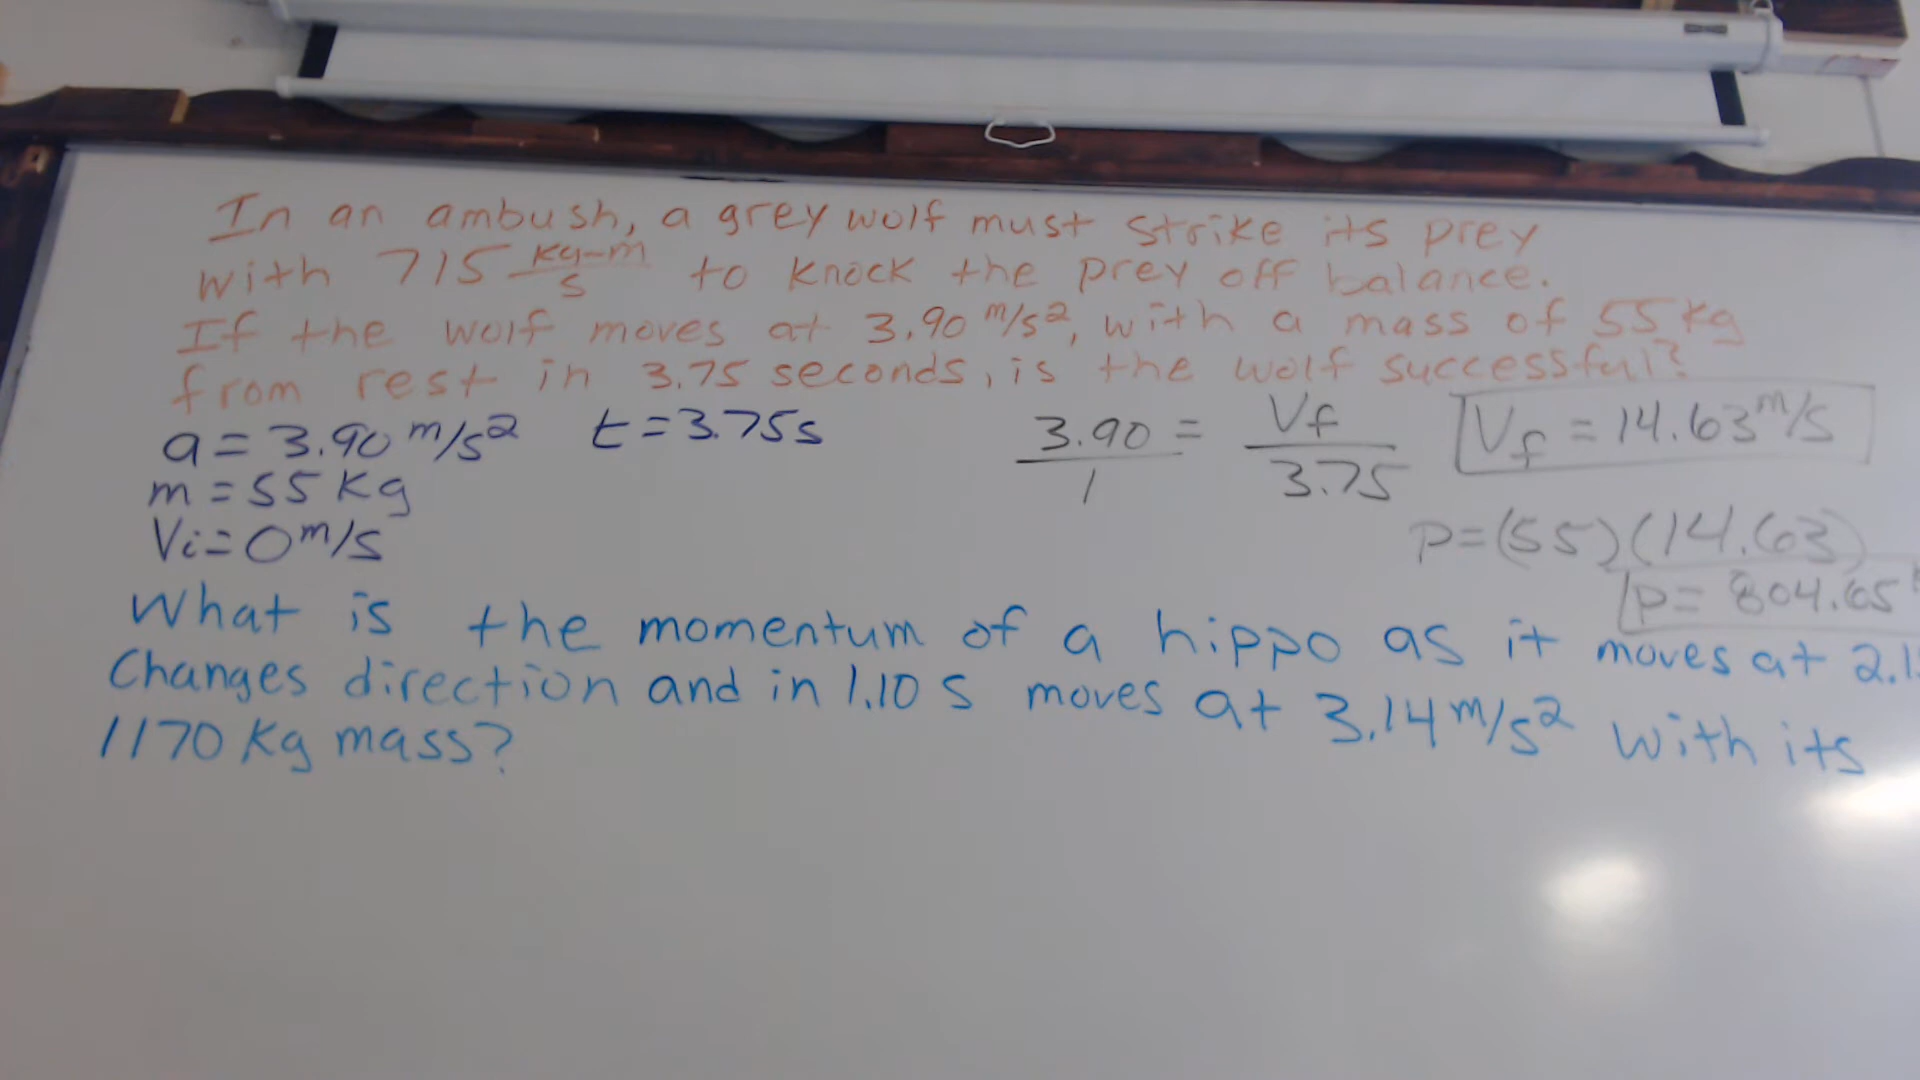 In an ambush, a grey wolf must strike its prey
with 715 kg-m/s to knock the prey off balance.
If the wolf moves at 3.90 m/s², with a mass of 55 kg
from rest in 3.75 seconds, is the wolf successful?
a = 3.90 m/s² t = 3.75s
3.90/1 = Vf/3.75
Vf = 14.63 m/s
m = 55 Kg
Vi = 0 m/s
p=(55)(14.63)
p= 804.65
What is the momentum of a hippo as it moves at
Changes direction and in 1.10 s moves at 3.14 m/s² with its
1170 Kg mass?